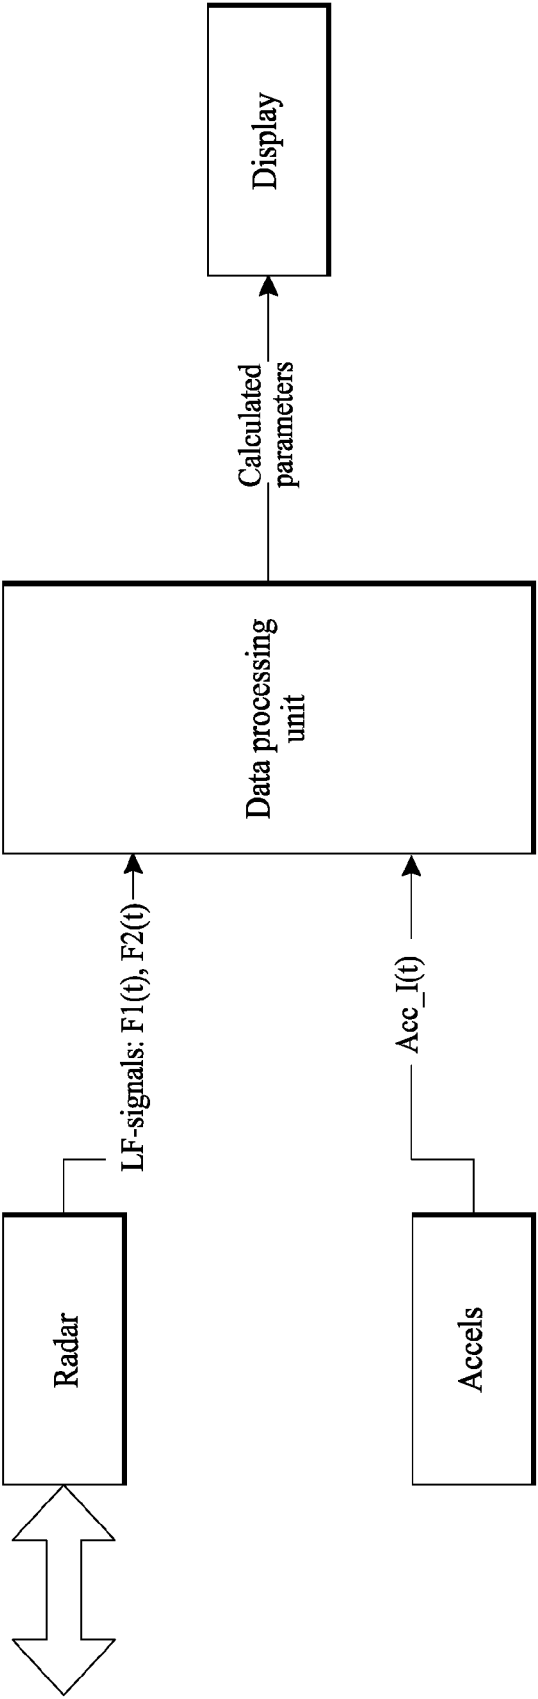 Radar
LF-signals: F1(t), F2(t)
Accels
Acc_I(t)
Data processing
unit
Calculated
parameters
Display